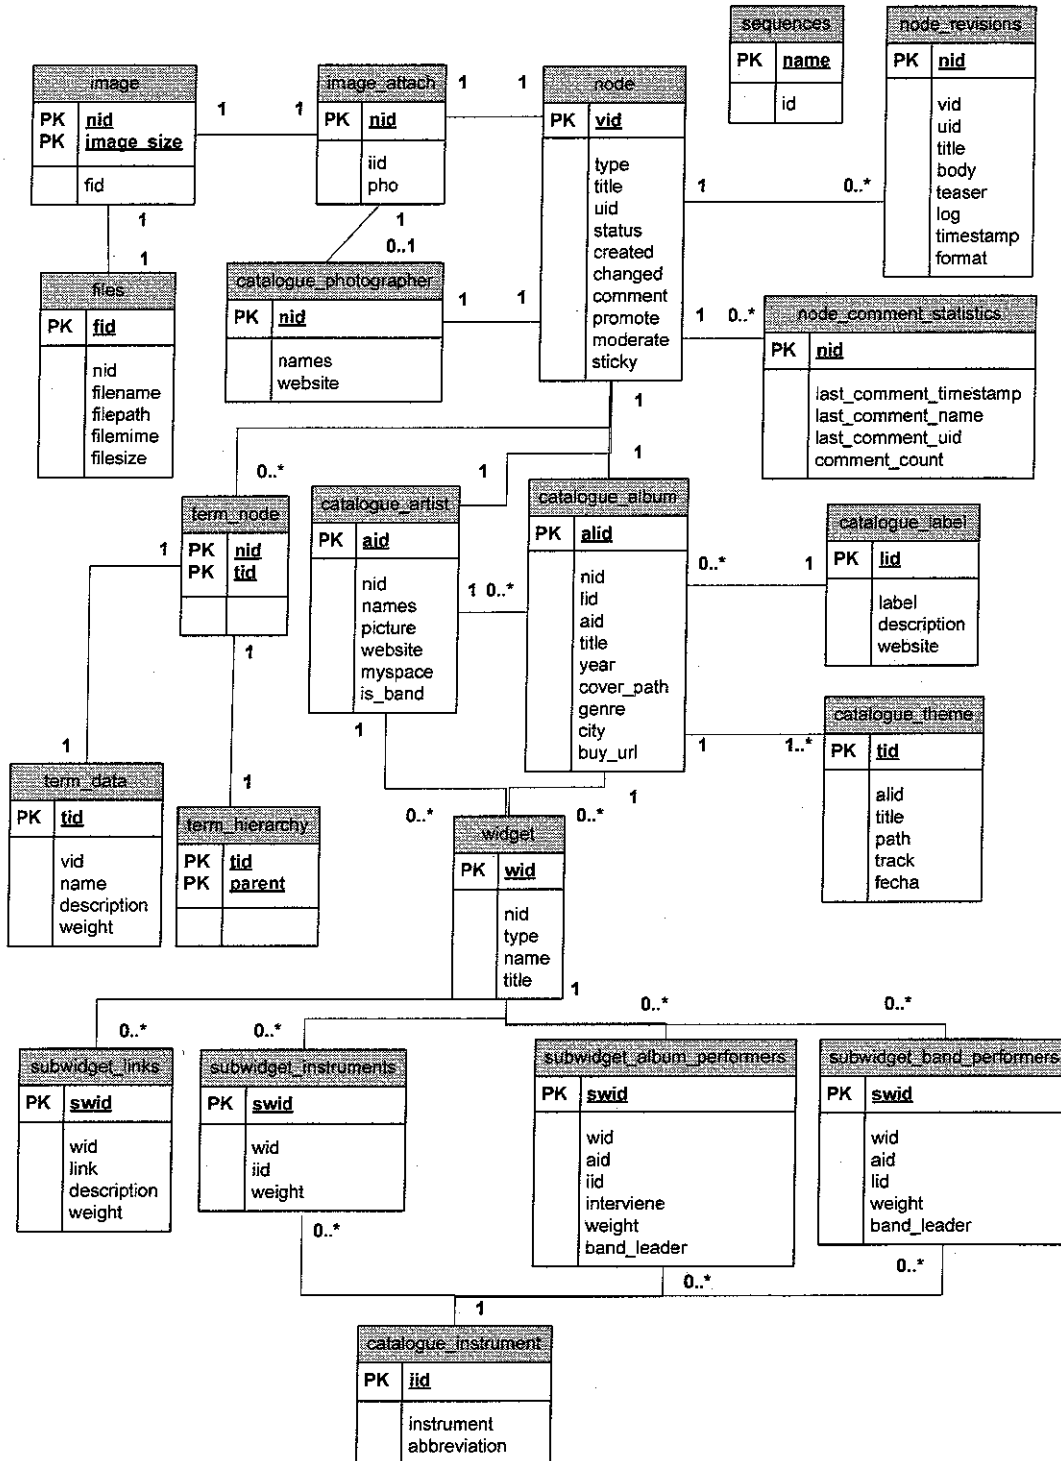 sequences
PK name
id
node_revisions
PK nid
vid
uid
title
body
teaser
log
timestamp
format
image
PK nid
PK image_size
fid
1 1
image_attach
PK nid
iid
pho
1 1
node
PK vid
type
title
uid
status
created
changed
comment
promote
moderate
sticky
1 0..*
1
1
1
0..1
files
PK fid
nid
filename
filepath
filemime
filesize
catalogue_photographer
PK nid
names
website
1 1
1 0..*
node_comment_statistics
PK nid
last_comment_timestamp
last_comment_name
last_comment_uid
comment_count
1
0..*
1
1
term_node
PK nid
PK tid
1
1
catalogue_artist
PK aid
nid
names
picture
website
myspace
is_band
1 0..*
catalogue_album
PK alid
nid
lid
aid
title
year
cover_path
genre
city
buy_url
0..* 1
catalogue_label
PK lid
label
description
website
1 1..*
catalogue_theme
PK tid
alid
title
path
track
fecha
1
1
term_data
PK tid
vid
name
description
weight
term_hierarchy
PK tid
PK parent
1
0..*
1
0..*
widget
PK wid
nid
type
name
title
1
0..* 0..* 0..* 0..*
subwidget_links
PK swid
wid
link
description
weight
subwidget_instruments
PK swid
wid
iid
weight
subwidget_album_performers
PK swid
wid
aid
iid
interviene
weight
band_leader
subwidget_band_performers
PK swid
wid
aid
lid
weight
band_leader
0..* 0..* 0..*
1
catalogue_instrument
PK iid
instrument
abbreviation